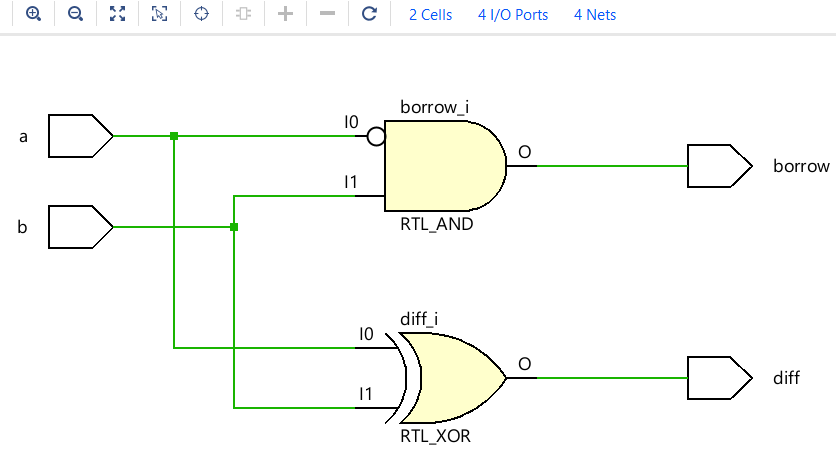 2 Cells 4 I/O Ports 4 Nets
borrow_i
a
I0
O
borrow
I1
b
RTL_AND
diff_i
I0
O
diff
I1
RTL_XOR